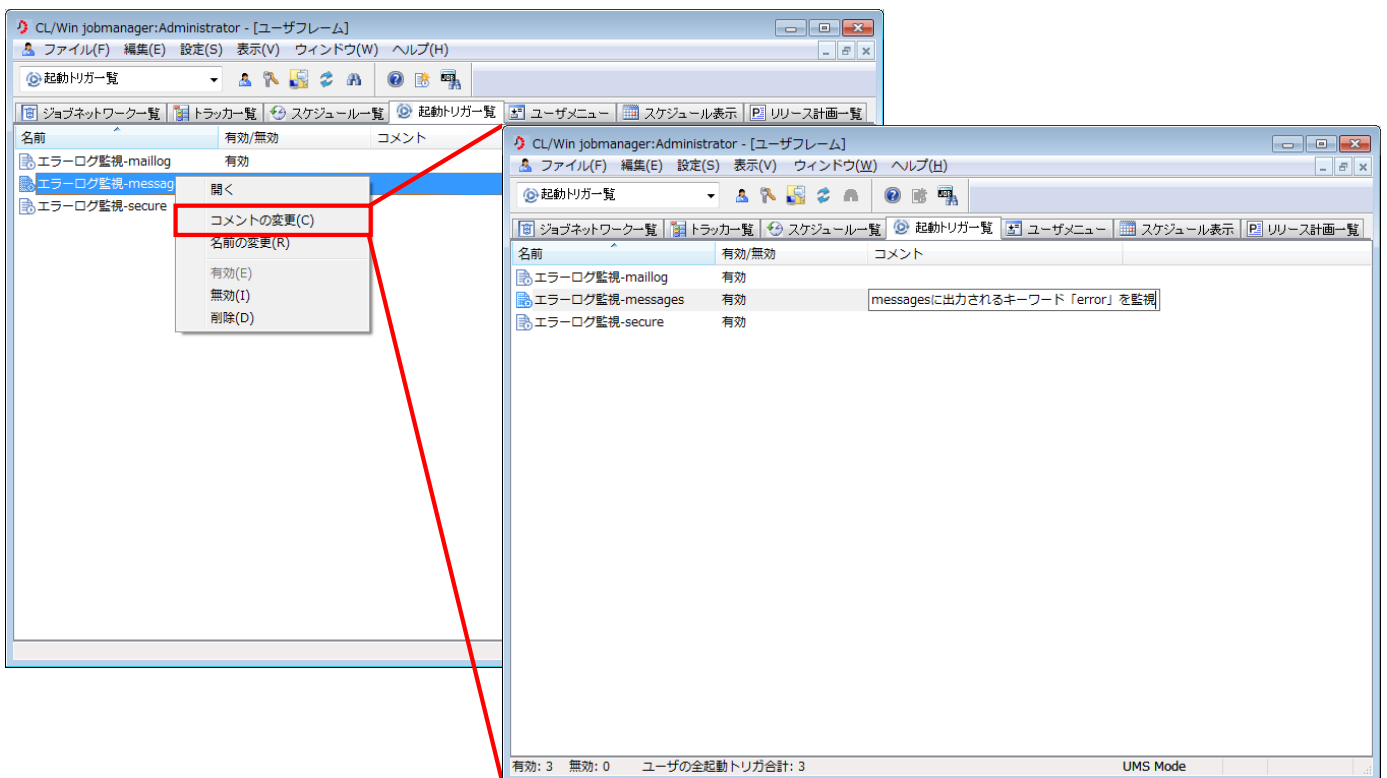 CL/Win jobmanager:Administrator - [ユーザフレーム]
ファイル(F) 編集(E) 設定(S) 表示(V) ウィンドウ(W) ヘルプ(H)
起動トリガ一覧
ジョブネットワーク一覧 トラッカ一覧 スケジュール一覧 起動トリガ一覧 ユーザメニュー スケジュール表示 リリース計画一覧
名前 有効/無効 コメント
エラーログ監視-maillog 有効
エラーログ監視-messag
エラーログ監視-secure
開く
コメントの変更(C)
名前の変更(R)
有効(E)
無効(I)
削除(D)
CL/Win jobmanager:Administrator - [ユーザフレーム]
ファイル(F) 編集(E) 設定(S) 表示(V) ウィンドウ(W) ヘルプ(H)
起動トリガ一覧
ジョブネットワーク一覧 トラッカ一覧 スケジュール一覧 起動トリガ一覧 ユーザメニュー スケジュール表示 リリース計画一覧
名前 有効/無効 コメント
エラーログ監視-maillog 有効
エラーログ監視-messages 有効 messagesに出力されるキーワード「error」を監視
エラーログ監視-secure 有効
有効: 3 無効: 0 ユーザの全起動トリガ合計: 3 UMS Mode